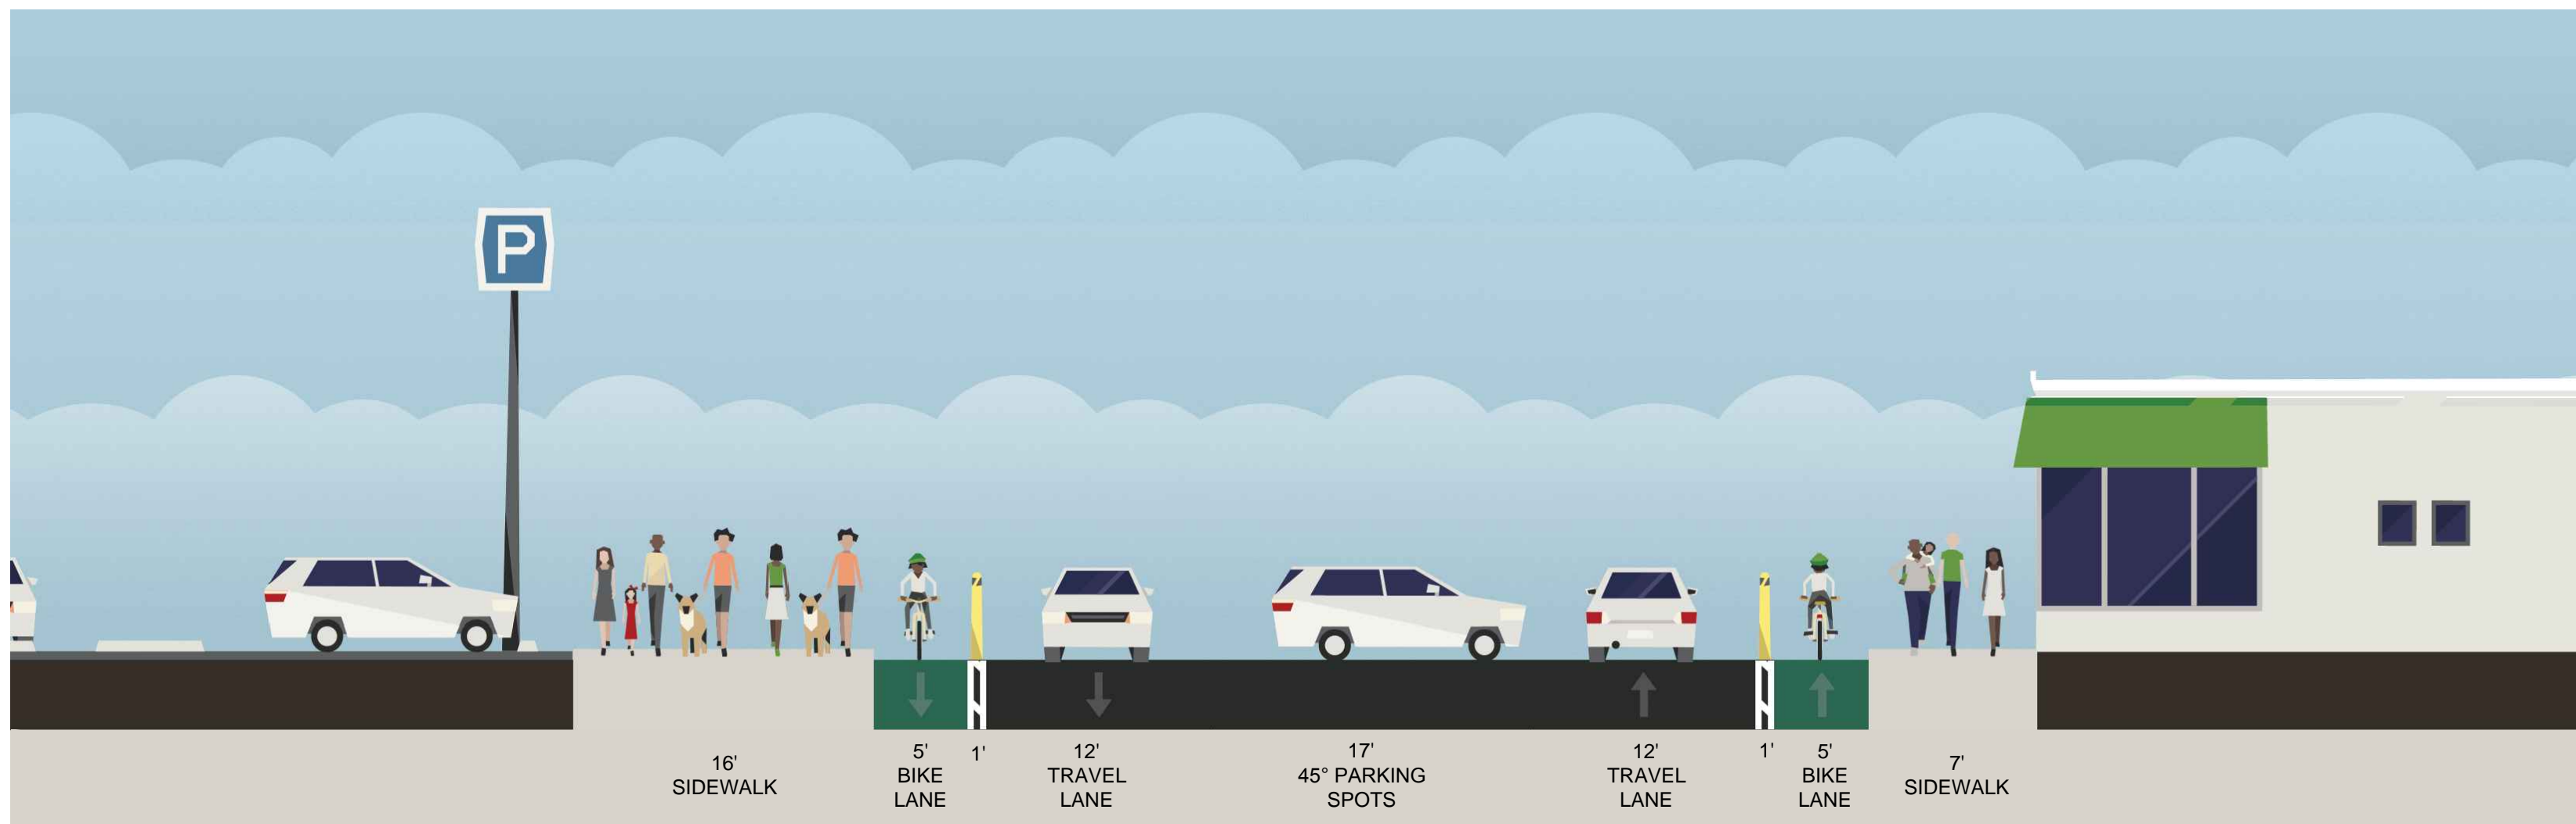 P
16'
SIDEWALK
5'
BIKE
LANE
1'
12'
TRAVEL
LANE
17'
45° PARKING
SPOTS
12'
TRAVEL
LANE
1'
5'
BIKE
LANE
7'
SIDEWALK